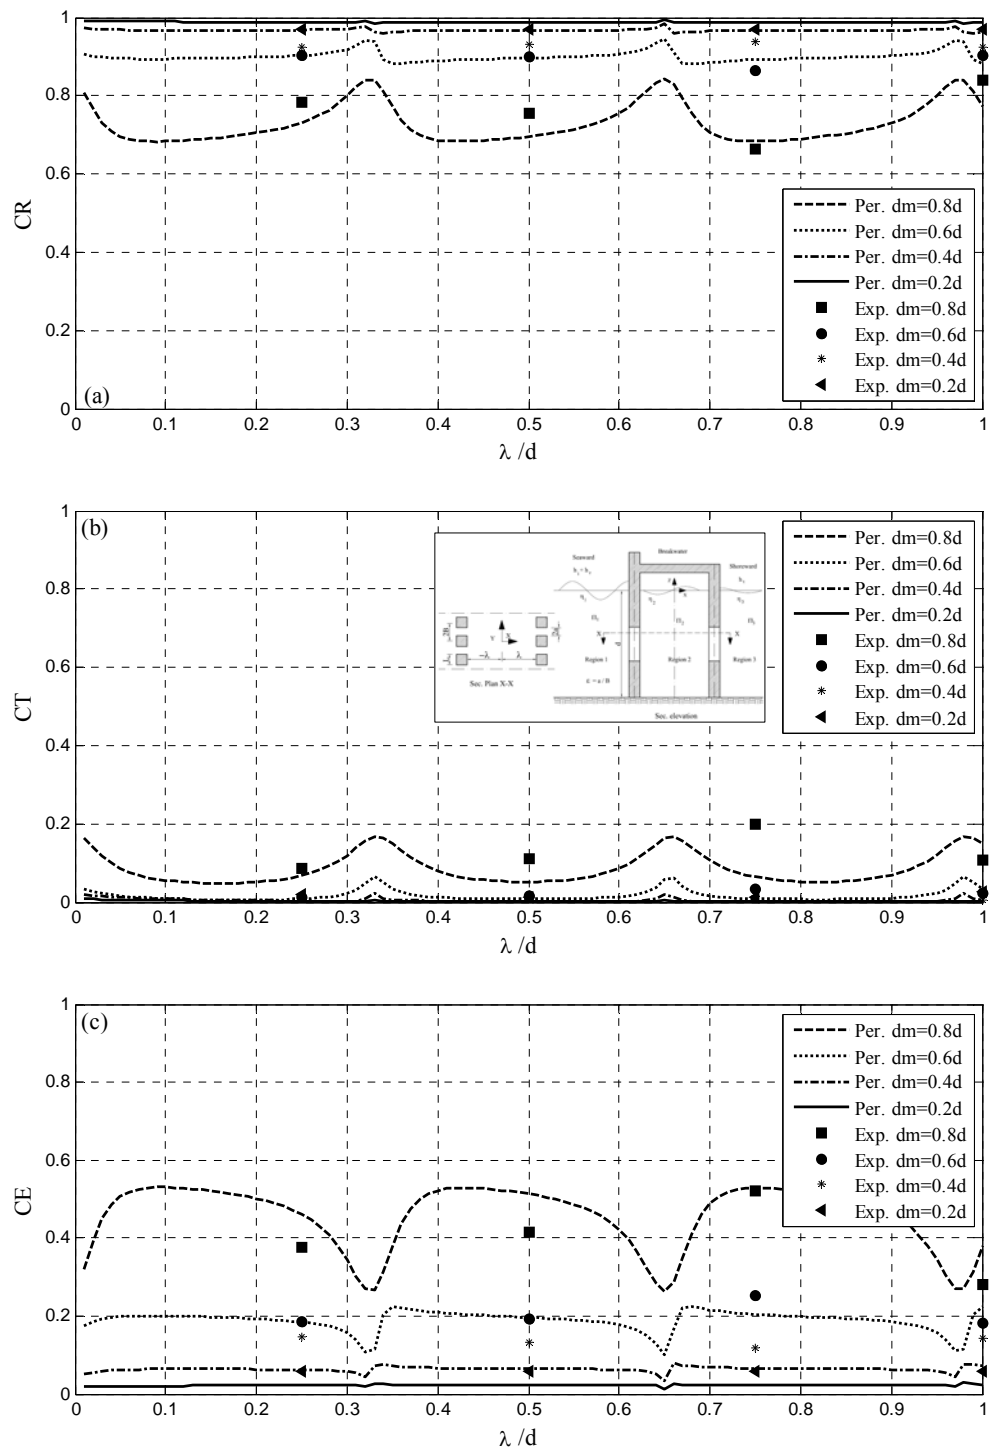 1
0.8
0.6
0.4
0.2
0
CR
0 0.1 0.2 0.3 0.4 0.5 0.6 0.7 0.8 0.9 1
λ /d
(a)
Per. dm=0.8d
Per. dm=0.6d
Per. dm=0.4d
Per. dm=0.2d
Exp. dm=0.8d
Exp. dm=0.6d
Exp. dm=0.4d
Exp. dm=0.2d
1
0.8
0.6
0.4
0.2
0
CT
0 0.1 0.2 0.3 0.4 0.5 0.6 0.7 0.8 0.9 1
λ /d
(b)
Seaward
Breakwater
Shoreward
Region 1
Region 2
Region 3
ε = a / B
Sec. Plan X-X
Sec. elevation
Per. dm=0.8d
Per. dm=0.6d
Per. dm=0.4d
Per. dm=0.2d
Exp. dm=0.8d
Exp. dm=0.6d
Exp. dm=0.4d
Exp. dm=0.2d
1
0.8
0.6
0.4
0.2
0
CE
0 0.1 0.2 0.3 0.4 0.5 0.6 0.7 0.8 0.9 1
λ /d
(c)
Per. dm=0.8d
Per. dm=0.6d
Per. dm=0.4d
Per. dm=0.2d
Exp. dm=0.8d
Exp. dm=0.6d
Exp. dm=0.4d
Exp. dm=0.2d